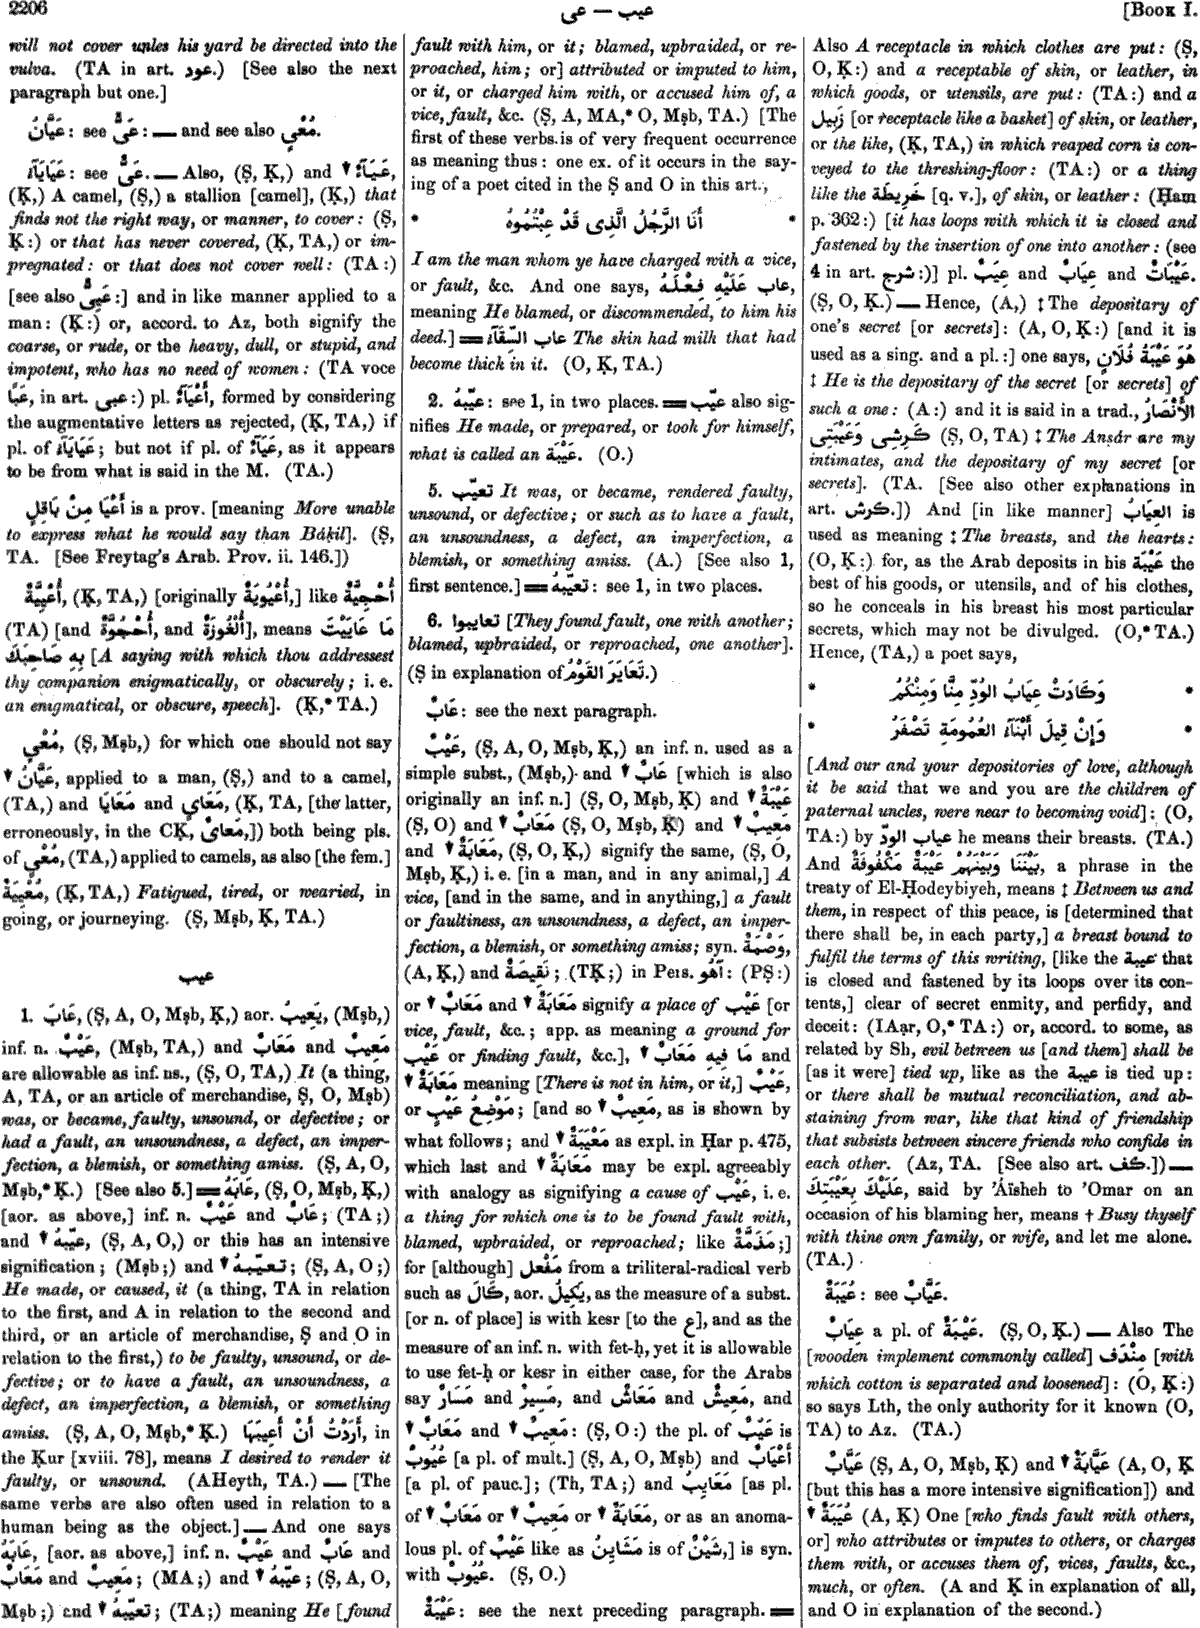 2206
عيب — عى
[Book I.
will not cover unles his yard be directed into the
vulva. (TA in art. عود.) [See also the next
paragraph but one.]
عَيَّانُ: see عَىٌّ: — and see also مُعْىٍ.
عَيَايَآءُ: see عَىٌّ. — Also, (Ṣ, Ḳ,) and ↓ عَيَآءٌ,
(Ḳ,) A camel, (Ṣ,) a stallion [camel], (Ḳ,) that
finds not the right way, or manner, to cover: (Ṣ,
Ḳ:) or that has never covered, (Ḳ, TA,) or im-
pregnated: or that does not cover well: (TA:)
[see also عَيِىٌّ:] and in like manner applied to a
man: (Ḳ:) or, accord. to Az, both signify the
coarse, or rude, or the heavy, dull, or stupid, and
impotent, who has no need of women: (TA voce
عَبًا, in art. عبى:) pl. أَعْيَآءٌ, formed by considering
the augmentative letters as rejected, (Ḳ, TA,) if
pl. of عَيَايَآءُ; but not if pl. of عَيَآءٌ, as it appears
to be from what is said in the M. (TA.)
أَعْيَا مِنْ بَاقِلٍ is a prov. [meaning More unable
to express what he would say than Báḳil]. (Ṣ,
TA. [See Freytag's Arab. Prov. ii. 146.])
أُعْيِيَّةٌ, (Ḳ, TA,) [originally أُعْيُويَةٌ,] like أُحْجِيَّةٌ
(TA) [and أُحْجُوَّةٌ, and أُلْغُوزَةٌ], means مَا عَايَيْتَ
بِهِ صَاحِبَكَ [A saying with which thou addressest
thy companion enigmatically, or obscurely; i. e.
an enigmatical, or obscure, speech]. (Ḳ,* TA.)
مُعْىٍ, (Ṣ, Mṣb,) for which one should not say
↓ عَيَّانُ, applied to a man, (Ṣ,) and to a camel,
(TA,) and مَعَايَا and مَعَاىٍ, (Ḳ, TA, [the latter,
erroneously, in the CḲ, مَعاىٌ,]) both being pls.
of مُعْىٍ, (TA,) applied to camels, as also [the fem.]
مُعْيِيَةٌ, (Ḳ, TA,) Fatigued, tired, or wearied, in
going, or journeying. (Ṣ, Mṣb, Ḳ, TA.)
عيب
1. عَابَ, (Ṣ, A, O, Mṣb, Ḳ,) aor. يَعِيبُ, (Mṣb,)
inf. n. عَيْبٌ, (Mṣb, TA,) and مَعَابٌ and مَعِيبٌ
are allowable as inf. ns., (Ṣ, O, TA,) It (a thing,
A, TA, or an article of merchandise, Ṣ, O, Mṣb)
was, or became, faulty, unsound, or defective; or
had a fault, an unsoundness, a defect, an imper-
fection, a blemish, or something amiss. (Ṣ, A, O,
Mṣb,* Ḳ.) [See also 5.] = عَابَهُ, (Ṣ, O, Mṣb, Ḳ,)
[aor. as above,] inf. n. عَيْبٌ and عَابٌ; (TA;)
and ↓ عيّبهُ, (Ṣ, A, O,) or this has an intensive
signification; (Mṣb;) and ↓ تعيّبهُ; (Ṣ, A, O;)
He made, or caused, it (a thing, TA in relation
to the first, and A in relation to the second and
third, or an article of merchandise, Ṣ and O in
relation to the first,) to be faulty, unsound, or de-
fective; or to have a fault, an unsoundness, a
defect, an imperfection, a blemish, or something
amiss. (Ṣ, A, O, Mṣb,* Ḳ.) أَرَدْتُ أَنْ أَعِيبَهَا, in
the Ḳur [xviii. 78], means I desired to render it
faulty, or unsound. (AHeyth, TA.) — [The
same verbs are also often used in relation to a
human being as the object.] — And one says
عَابَهُ, [aor. as above,] inf. n. عَيْبٌ and عَابٌ and
مَعَابٌ and مَعِيبٌ; (MA;) and ↓ عيّبهُ; (Ṣ, A, O,
Mṣb;) and ↓ تعيّبهُ; (TA;) meaning He [found
fault with him, or it; blamed, upbraided, or re-
proached, him; or] attributed or imputed to him,
or it, or charged him with, or accused him of, a
vice, fault, &c. (Ṣ, A, MA,* O, Mṣb, TA.) [The
first of these verbs is of very frequent occurrence
as meaning thus: one ex. of it occurs in the say-
ing of a poet cited in the Ṣ and O in this art.,
* أَنَا الرَّجُلُ الَّذِى قَدْ عِبْتُمُوهُ *
I am the man whom ye have charged with a vice,
or fault, &c. And one says, عاب عَلَيْهِ فِعْلَهُ,
meaning He blamed, or discommended, to him his
deed.] = عاب السِّقَآءُ The skin had milk that had
become thick in it. (O, Ḳ, TA.)
2. عيّبهُ: see 1, in two places. = عيّب also sig-
nifies He made, or prepared, or took for himself,
what is called an عَيْبَة. (O.)
5. تعيّب It was, or became, rendered faulty,
unsound, or defective; or such as to have a fault,
an unsoundness, a defect, an imperfection, a
blemish, or something amiss. (A.) [See also 1,
first sentence.] = تعيّبهُ: see 1, in two places.
6. تعايبوا [They found fault, one with another;
blamed, upbraided, or reproached, one another].
(Ṣ in explanation of تَعَايَرَ القَوْمُ.)
عَابٌ: see the next paragraph.
عَيْبٌ, (Ṣ, A, O, Mṣb, Ḳ,) an inf. n. used as a
simple subst., (Mṣb,) and ↓ عَابٌ [which is also
originally an inf. n.] (Ṣ, O, Mṣb, Ḳ) and ↓ عَيْبَةٌ
(Ṣ, O) and ↓ مَعَابٌ (Ṣ, O, Mṣb, Ḳ) and ↓ مَعِيبٌ
and ↓ مَعَابَةٌ, (Ṣ, O, Ḳ,) signify the same, (Ṣ, O,
Mṣb, Ḳ,) i. e. [in a man, and in any animal,] A
vice, [and in the same, and in anything,] a fault
or faultiness, an unsoundness, a defect, an imper-
fection, a blemish, or something amiss; syn. وَصْمَةٌ,
(A, Ḳ,) and نَقِيصَةٌ; (TḲ;) in Pers. آهُو: (PṢ:)
or ↓ مَعَابٌ and ↓ مَعَابَةٌ signify a place of عَيْب [or
vice, fault, &c.; app. as meaning a ground for
عَيْب or finding fault, &c.], ↓ مَا فِيهِ مَعَابٌ and
↓ مَعَابَةٌ meaning [There is not in him, or it,] عَيْبٌ,
or مَوْضِعُ عَيْبٍ; [and so ↓ مَعِيبٌ, as is shown by
what follows; and ↓ مَعْيَبَةٌ as expl. in Ḥar p. 475,
which last and ↓ مَعَابَةٌ may be expl. agreeably
with analogy as signifying a cause of عَيْب, i. e.
a thing for which one is to be found fault with,
blamed, upbraided, or reproached; like مَذَمَّةٌ;]
for [although] مَفْعَل from a triliteral-radical verb
such as كَالَ, aor. يَكِيلُ, as the measure of a subst.
[or n. of place] is with kesr [to the ع], and as the
measure of an inf. n. with fet-ḥ, yet it is allowable
to use fet-ḥ or kesr in either case, for the Arabs
say مَسَارٌ and مَسِيرٌ, and مَعَاشٌ and مَعِيشٌ, and
↓ مَعَابٌ and ↓ مَعِيبٌ: (Ṣ, O:) the pl. of عَيْبٌ is
عُيُوبٌ [a pl. of mult.] (Ṣ, A, O, Mṣb) and أَعْيَابٌ
[a pl. of pauc.]; (Th, TA;) and مَعَايِبُ [as pl.
of ↓ مَعَابٌ or ↓ مَعِيبٌ or ↓ مَعَابَةٌ, or as an anoma-
lous pl. of عَيْبٌ like as مَشَايِنُ is of شَيْنٌ,] is syn.
with عُيُوبٌ. (Ṣ, O.)
عَيْبَةٌ: see the next preceding paragraph. =
Also A receptacle in which clothes are put: (Ṣ,
O, Ḳ:) and a receptable of skin, or leather, in
which goods, or utensils, are put: (TA:) and a
زَبِيل [or receptacle like a basket] of skin, or leather,
or the like, (Ḳ, TA,) in which reaped corn is con-
veyed to the threshing-floor: (TA:) or a thing
like the خَرِيطَة [q. v.], of skin, or leather: (Ḥam
p. 362:) [it has loops with which it is closed and
fastened by the insertion of one into another: (see
4 in art. شرج:)] pl. عِيَبٌ and عِيَابٌ and عَيْبَاتٌ.
(Ṣ, O, Ḳ.) — Hence, (A,) ‡ The depositary of
one's secret [or secrets]: (A, O, Ḳ:) [and it is
used as a sing. and a pl.:] one says, هُوَ عَيْبَةُ فُلَانٍ
‡ He is the depositary of the secret [or secrets] of
such a one: (A:) and it is said in a trad., الأَنْصَارُ
كَرِشِى وَعَيْبَتِى (Ṣ, O, TA) ‡ The Anṣár are my
intimates, and the depositary of my secret [or
secrets]. (TA. [See also other explanations in
art. كرش.]) And [in like manner] العِيَابُ is
used as meaning ‡ The breasts, and the hearts:
(O, Ḳ:) for, as the Arab deposits in his عَيْبَة the
best of his goods, or utensils, and of his clothes,
so he conceals in his breast his most particular
secrets, which may not be divulged. (O,* TA.)
Hence, (TA,) a poet says,
* وَكَادَتْ عِيَابُ الوُدِّ مِنَّا وَمِنْكُمُ *
* وَإِنْ قِيلَ أَبْنَآءُ العُمُومَةِ تَصْفَرُ *
[And our and your depositories of love, although
it be said that we and you are the children of
paternal uncles, were near to becoming void]: (O,
TA:) by عياب الودّ he means their breasts. (TA.)
And بَيْنَنَا وَبَيْنَهُمْ عَيْبَةٌ مَكْفُوفَةٌ, a phrase in the
treaty of El-Ḥodeybiyeh, means ‡ Between us and
them, in respect of this peace, is [determined that
there shall be, in each party,] a breast bound to
fulfil the terms of this writing, [like the عيبة that
is closed and fastened by its loops over its con-
tents,] clear of secret enmity, and perfidy, and
deceit: (IAạr, O,* TA:) or, accord. to some, as
related by Sh, evil between us [and them] shall be
[as it were] tied up, like as the عيبة is tied up:
or there shall be mutual reconciliation, and ab-
staining from war, like that kind of friendship
that subsists between sincere friends who confide in
each other. (Az, TA. [See also art. كف.]) —
عَلَيْكَ بِعَيْبَتِكَ, said by 'Áïsheh to 'Omar on an
occasion of his blaming her, means † Busy thyself
with thine own family, or wife, and let me alone.
(TA.)
عُيَبَةٌ: see عَيَّابٌ.
عِيَابٌ a pl. of عَيْبَةٌ. (Ṣ, O, Ḳ.) — Also The
[wooden implement commonly called] مِنْدَف [with
which cotton is separated and loosened]: (O, Ḳ:)
so says Lth, the only authority for it known (O,
TA) to Az. (TA.)
عَيَّابٌ (Ṣ, A, O, Mṣb, Ḳ) and ↓ عَيَّابَةٌ (A, O, Ḳ
[but this has a more intensive signification]) and
↓ عُيَبَةٌ (A, Ḳ) One [who finds fault with others,
or] who attributes or imputes to others, or charges
them with, or accuses them of, vices, faults, &c.,
much, or often. (A and Ḳ in explanation of all,
and O in explanation of the second.)